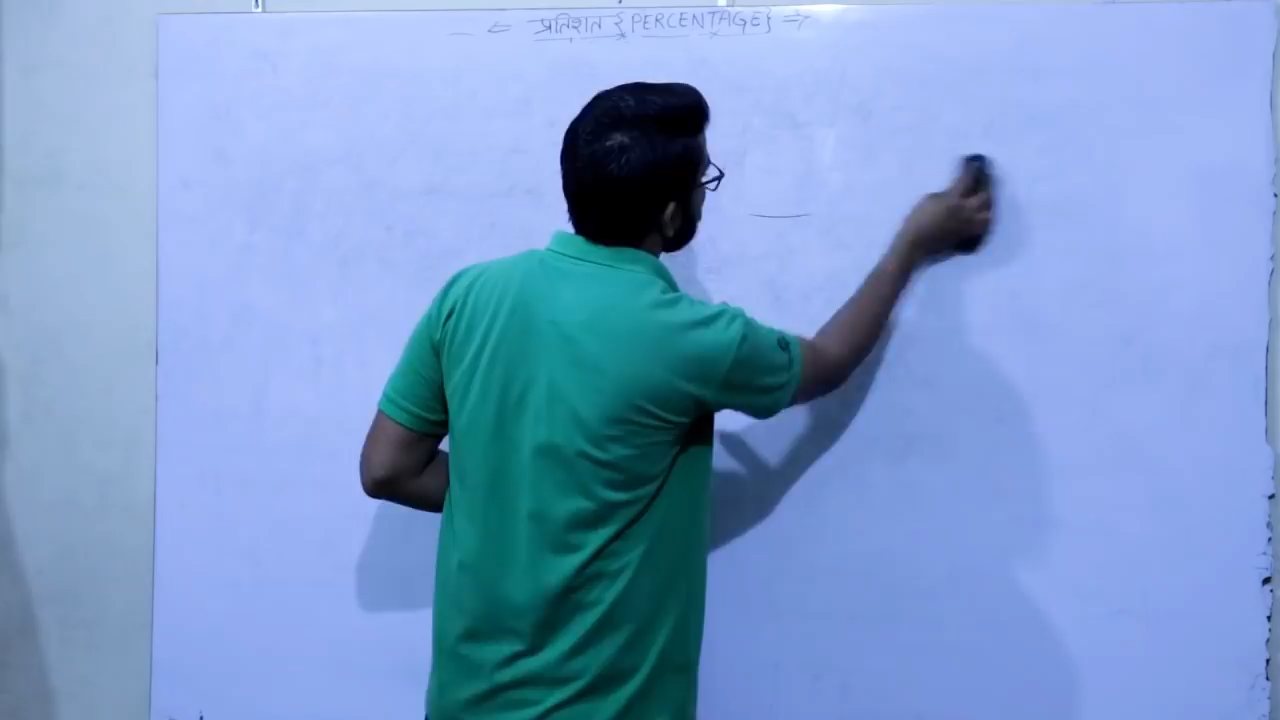 <- प्रतिशत {PERCENTAGE} =>